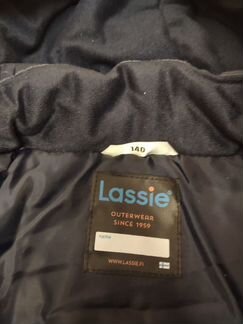 140
Lassie®
OUTERWEAR
SINCE 1959
name
WWW.LASSIE.FI